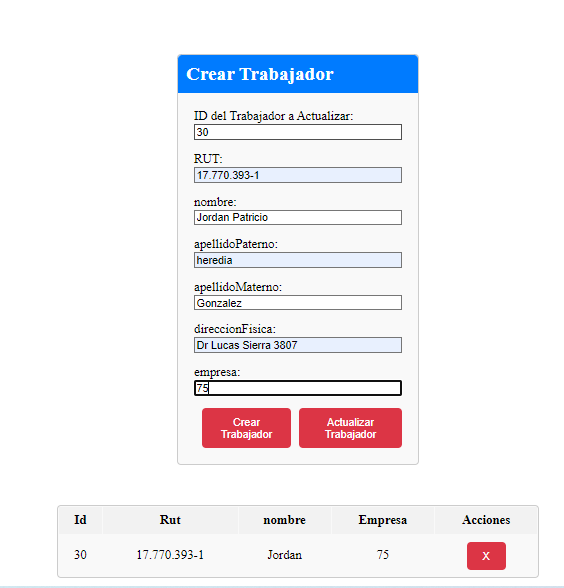 Crear Trabajador
ID del Trabajador a Actualizar:
30
RUT:
17.770.393-1
nombre:
Jordan Patricio
apellidoPaterno:
heredia
apellidoMaterno:
Gonzalez
direccionFisica:
Dr Lucas Sierra 3807
empresa:
75
Crear Trabajador
Actualizar Trabajador
Id Rut nombre Empresa Acciones
30 17.770.393-1 Jordan 75 X